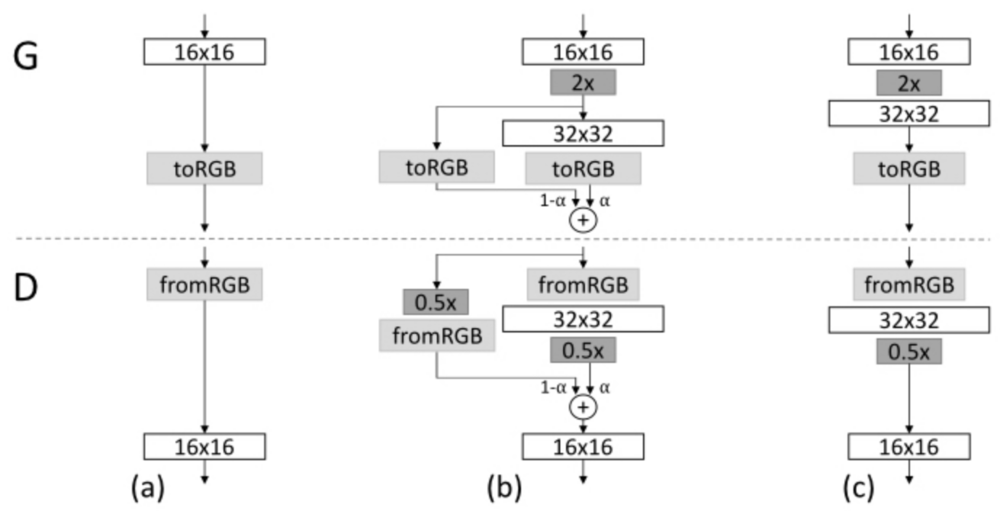 G
16x16
toRGB
16x16
2x
32x32
toRGB
toRGB
1-α
α
+
16x16
2x
32x32
toRGB
D
fromRGB
16x16
0.5x
fromRGB
fromRGB
32x32
0.5x
1-α
α
+
16x16
fromRGB
32x32
0.5x
16x16
(a)
(b)
(c)